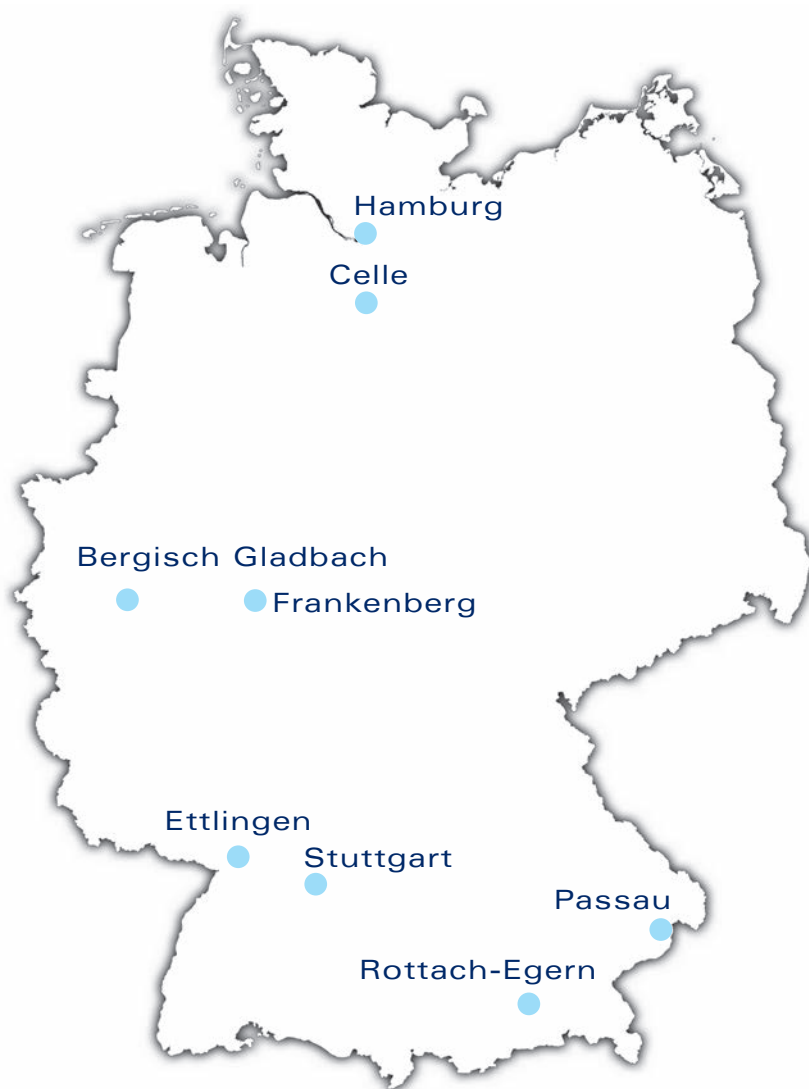 Hamburg
Celle
Bergisch Gladbach
Frankenberg
Ettlingen
Stuttgart
Passau
Rottach-Egern